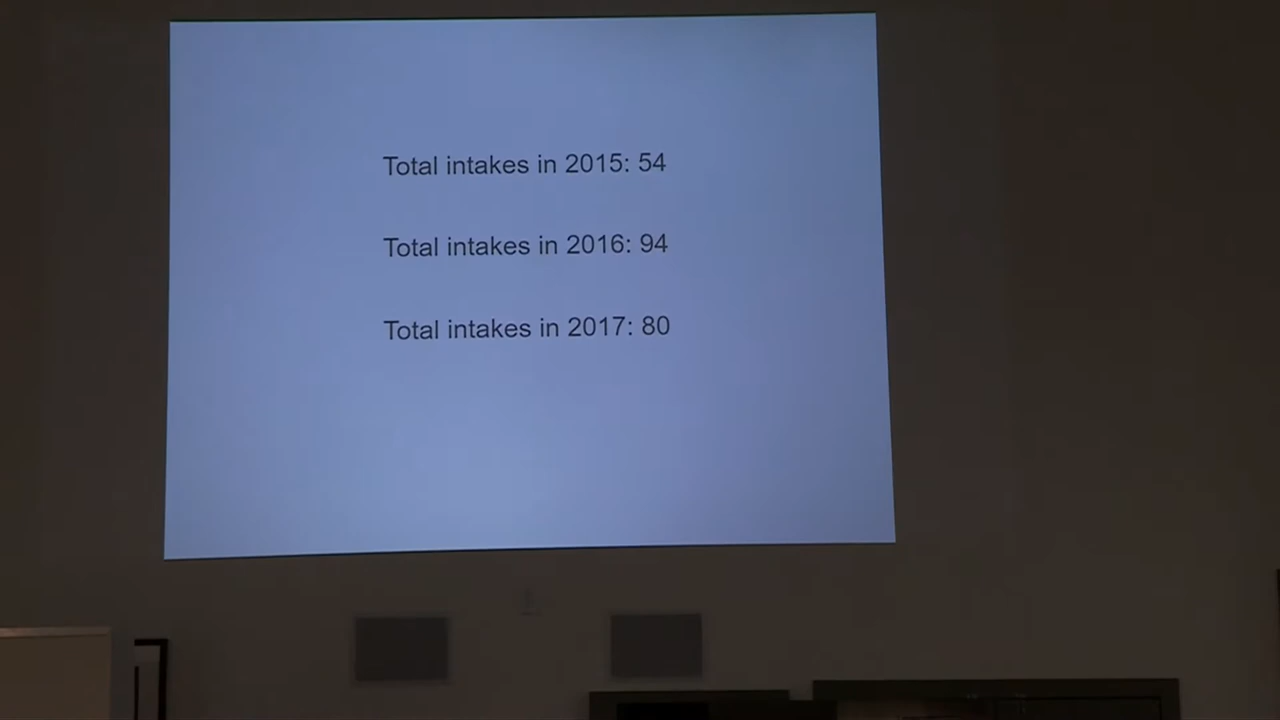 Total intakes in 2015: 54
Total intakes in 2016: 94
Total intakes in 2017: 80